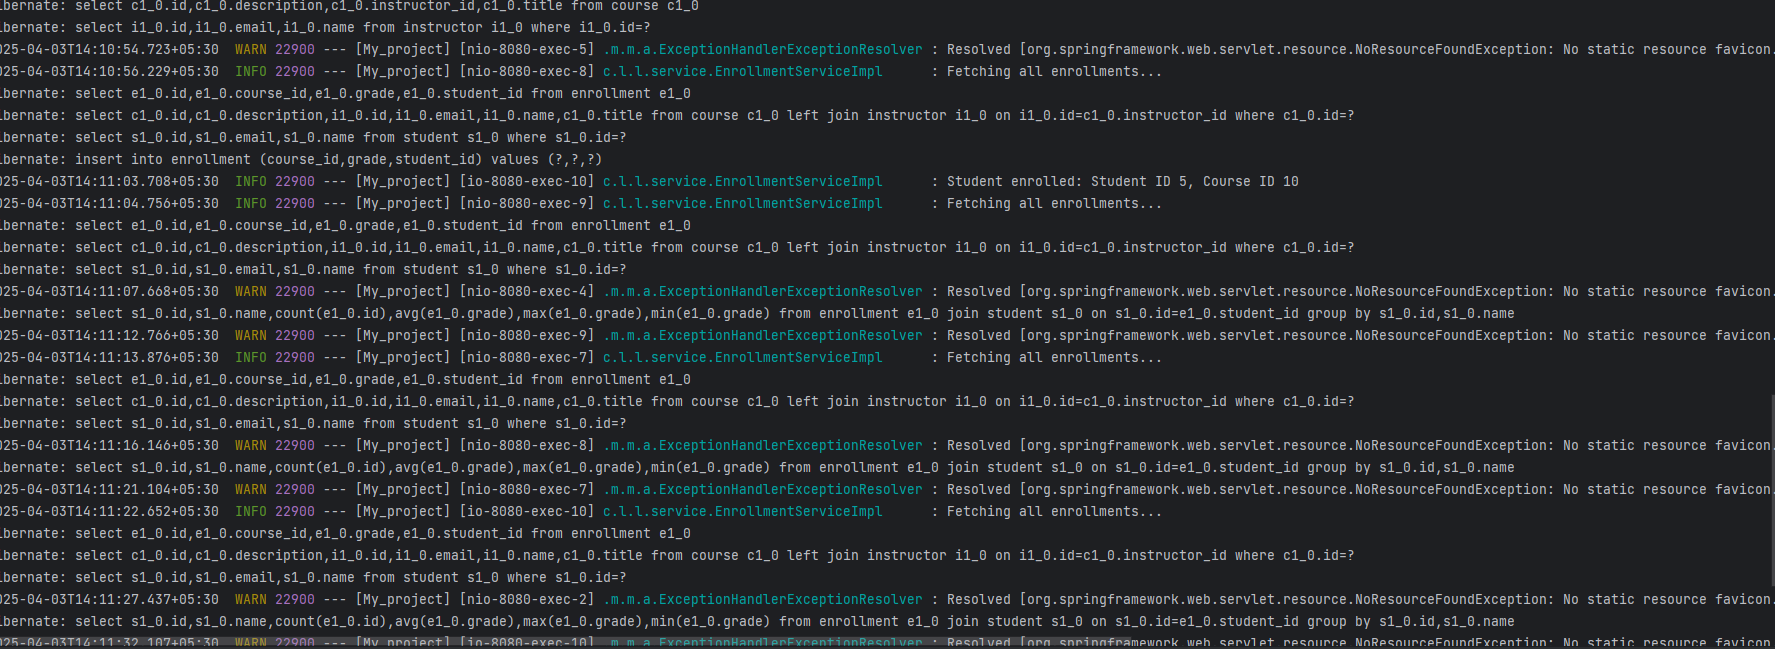 ibernate: select c1_0.id,c1_0.description,c1_0.instructor_id,c1_0.title from course c1_0
ibernate: select i1_0.id,i1_0.email,i1_0.name from instructor i1_0 where i1_0.id=?
025-04-03T14:10:54.723+05:30  WARN 22900 --- [My_project] [nio-8080-exec-5] .m.m.a.ExceptionHandlerExceptionResolver : Resolved [org.springframework.web.servlet.resource.NoResourceFoundException: No static resource favicon.
025-04-03T14:10:56.229+05:30  INFO 22900 --- [My_project] [nio-8080-exec-8] c.l.l.service.EnrollmentServiceImpl      : Fetching all enrollments...
ibernate: select e1_0.id,e1_0.course_id,e1_0.grade,e1_0.student_id from enrollment e1_0
ibernate: select c1_0.id,c1_0.description,i1_0.id,i1_0.email,i1_0.name,c1_0.title from course c1_0 left join instructor i1_0 on i1_0.id=c1_0.instructor_id where c1_0.id=?
ibernate: select s1_0.id,s1_0.email,s1_0.name from student s1_0 where s1_0.id=?
ibernate: insert into enrollment (course_id,grade,student_id) values (?,?,?)
025-04-03T14:11:03.708+05:30  INFO 22900 --- [My_project] [io-8080-exec-10] c.l.l.service.EnrollmentServiceImpl      : Student enrolled: Student ID 5, Course ID 10
025-04-03T14:11:04.756+05:30  INFO 22900 --- [My_project] [nio-8080-exec-9] c.l.l.service.EnrollmentServiceImpl      : Fetching all enrollments...
ibernate: select e1_0.id,e1_0.course_id,e1_0.grade,e1_0.student_id from enrollment e1_0
ibernate: select c1_0.id,c1_0.description,i1_0.id,i1_0.email,i1_0.name,c1_0.title from course c1_0 left join instructor i1_0 on i1_0.id=c1_0.instructor_id where c1_0.id=?
ibernate: select s1_0.id,s1_0.email,s1_0.name from student s1_0 where s1_0.id=?
025-04-03T14:11:07.668+05:30  WARN 22900 --- [My_project] [nio-8080-exec-4] .m.m.a.ExceptionHandlerExceptionResolver : Resolved [org.springframework.web.servlet.resource.NoResourceFoundException: No static resource favicon.
ibernate: select s1_0.id,s1_0.name,count(e1_0.id),avg(e1_0.grade),max(e1_0.grade),min(e1_0.grade) from enrollment e1_0 join student s1_0 on s1_0.id=e1_0.student_id group by s1_0.id,s1_0.name
025-04-03T14:11:12.766+05:30  WARN 22900 --- [My_project] [nio-8080-exec-9] .m.m.a.ExceptionHandlerExceptionResolver : Resolved [org.springframework.web.servlet.resource.NoResourceFoundException: No static resource favicon.
025-04-03T14:11:13.876+05:30  INFO 22900 --- [My_project] [nio-8080-exec-7] c.l.l.service.EnrollmentServiceImpl      : Fetching all enrollments...
ibernate: select e1_0.id,e1_0.course_id,e1_0.grade,e1_0.student_id from enrollment e1_0
ibernate: select c1_0.id,c1_0.description,i1_0.id,i1_0.email,i1_0.name,c1_0.title from course c1_0 left join instructor i1_0 on i1_0.id=c1_0.instructor_id where c1_0.id=?
ibernate: select s1_0.id,s1_0.email,s1_0.name from student s1_0 where s1_0.id=?
025-04-03T14:11:16.146+05:30  WARN 22900 --- [My_project] [nio-8080-exec-8] .m.m.a.ExceptionHandlerExceptionResolver : Resolved [org.springframework.web.servlet.resource.NoResourceFoundException: No static resource favicon.
ibernate: select s1_0.id,s1_0.name,count(e1_0.id),avg(e1_0.grade),max(e1_0.grade),min(e1_0.grade) from enrollment e1_0 join student s1_0 on s1_0.id=e1_0.student_id group by s1_0.id,s1_0.name
025-04-03T14:11:21.104+05:30  WARN 22900 --- [My_project] [nio-8080-exec-7] .m.m.a.ExceptionHandlerExceptionResolver : Resolved [org.springframework.web.servlet.resource.NoResourceFoundException: No static resource favicon.
025-04-03T14:11:22.652+05:30  INFO 22900 --- [My_project] [io-8080-exec-10] c.l.l.service.EnrollmentServiceImpl      : Fetching all enrollments...
ibernate: select e1_0.id,e1_0.course_id,e1_0.grade,e1_0.student_id from enrollment e1_0
ibernate: select c1_0.id,c1_0.description,i1_0.id,i1_0.email,i1_0.name,c1_0.title from course c1_0 left join instructor i1_0 on i1_0.id=c1_0.instructor_id where c1_0.id=?
ibernate: select s1_0.id,s1_0.email,s1_0.name from student s1_0 where s1_0.id=?
025-04-03T14:11:27.437+05:30  WARN 22900 --- [My_project] [nio-8080-exec-2] .m.m.a.ExceptionHandlerExceptionResolver : Resolved [org.springframework.web.servlet.resource.NoResourceFoundException: No static resource favicon.
ibernate: select s1_0.id,s1_0.name,count(e1_0.id),avg(e1_0.grade),max(e1_0.grade),min(e1_0.grade) from enrollment e1_0 join student s1_0 on s1_0.id=e1_0.student_id group by s1_0.id,s1_0.name
025-04-03T14:11:32.107+05:30  WARN 22900 --- [My_project] [io-8080-exec-10] .m.m.a.ExceptionHandlerExceptionResolver : Resolved [org.springframework.web.servlet.resource.NoResourceFoundException: No static resource favicon.